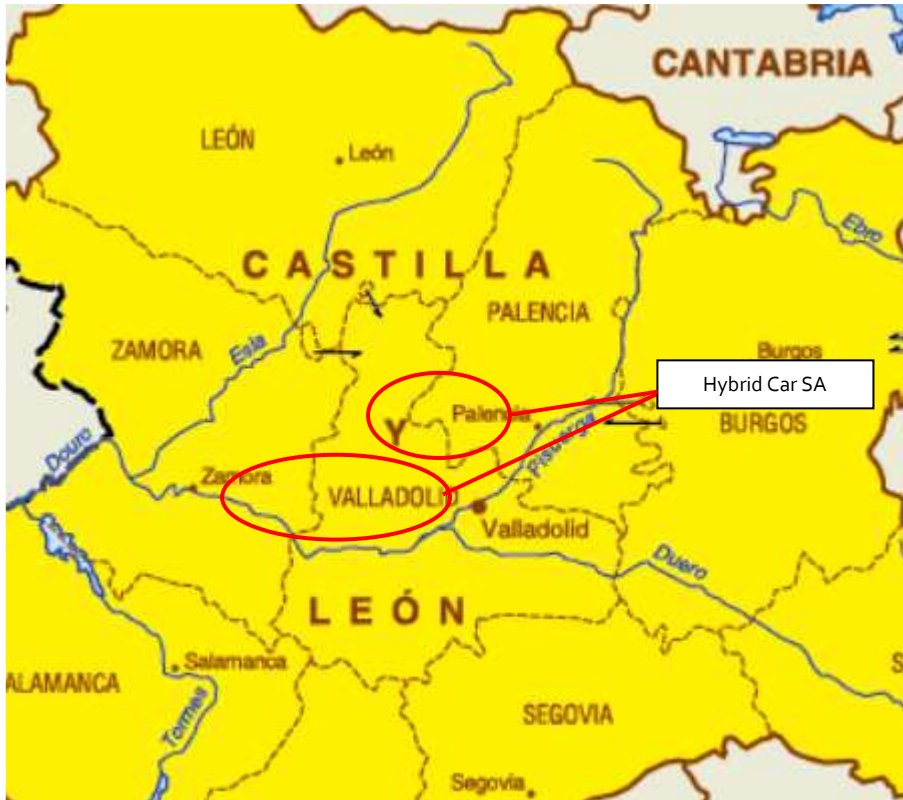 CANTABRIA
LEÓN
León
Ebro
CASTILLA
PALENCIA
ZAMORA
Esla
Burgos
Hybrid Car SA
Palencia
Y
BURGOS
Pisuerga
Douro
Zamora
VALLADOLI
Valladolid
Duero
LEÓN
Salamanca
ALAMANCA
SEGOVIA
S
Tormes
Segovia